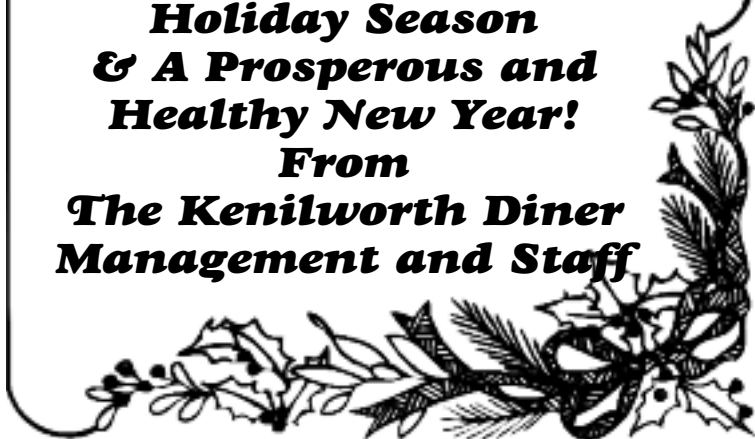 Holiday Season
& A Prosperous and
Healthy New Year!
From
The Kenilworth Diner
Management and Staff